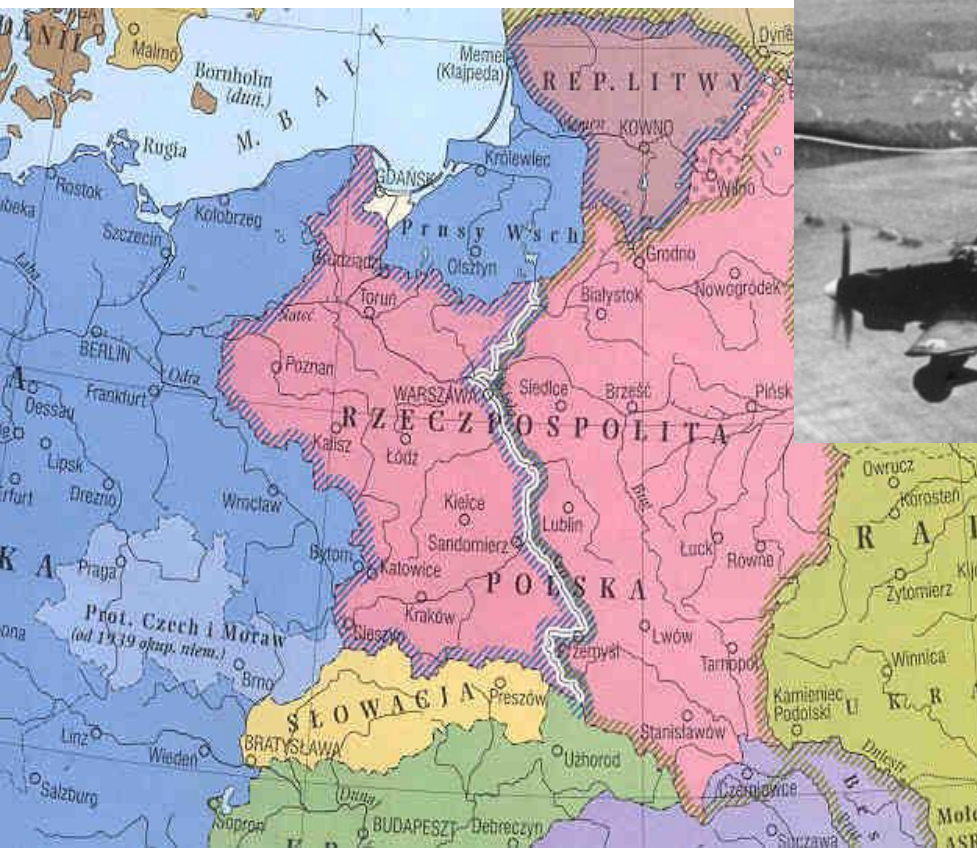 Malmö
Bornholm
(duń.)
M. B A Ł T
Memel
(Kłajpeda)
REP. LITWY
KOWNO
Wilno
Rugia
Rostok
Kołobrzeg
Szczecin
GDAŃSK
Królewiec
Prusy Wsch
Olsztyn
Grudziądz
Toruń
Noteć
Grodno
Białystok
Nowogródek
Łaba
BERLIN
Frankfurt
Odra
Poznań
WARSZAWA
Siedlce
Brześć
Pińsk
Dessau
RZECZPOSPOLITA
Kalisz
Łódź
Lipsk
Drezno
Wrocław
Kielce
Lublin
Bug
Owrucz
Korosteń
Sandomierz
Łuck
Równe
R A
K A
Praga
Bytom
Katowice
POLSKA
Żytomierz
Prot. Czech i Moraw
(od 1939 okup. niem.)
Kraków
Cieszyn
Przemyśl
Lwów
Tarnopol
Winnica
Brno
SŁOWACJA
Preszów
Kamieniec
Podolski
U K R
Linz
Wiedeń
BRATYSŁAWA
Użhorod
Stanisławów
Dniestr
Salzburg
Sopron
Duna
BUDAPESZT
Debreczyn
Czerniowce
Suczawa